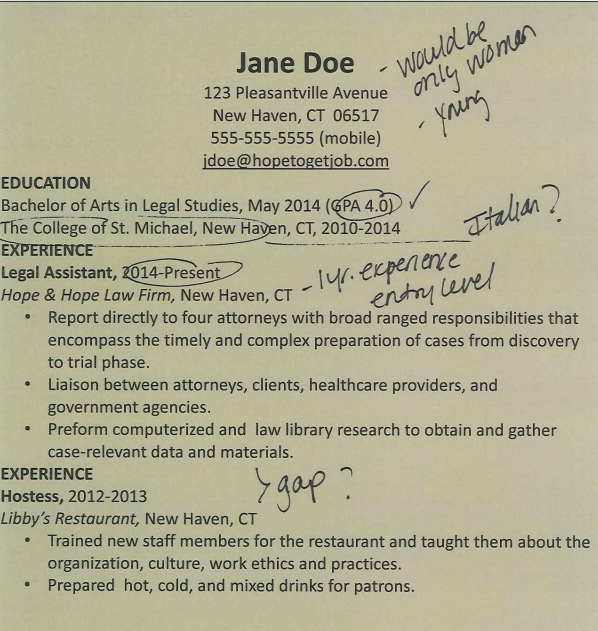 Jane Doe
- would be
only woman
- young
123 Pleasantville Avenue
New Haven, CT 06517
555-555-5555 (mobile)
jdoe@hopetogetjob.com
EDUCATION
Bachelor of Arts in Legal Studies, May 2014 (GPA 4.0) ✓
The College of St. Michael, New Haven, CT, 2010-2014
Italian?
EXPERIENCE
Legal Assistant, 2014-Present
- 1yr. experience
entry level
Hope & Hope Law Firm, New Haven, CT
• Report directly to four attorneys with broad ranged responsibilities that
encompass the timely and complex preparation of cases from discovery
to trial phase.
• Liaison between attorneys, clients, healthcare providers, and
government agencies.
• Preform computerized and law library research to obtain and gather
case-relevant data and materials.
EXPERIENCE
gap?
Hostess, 2012-2013
Libby's Restaurant, New Haven, CT
• Trained new staff members for the restaurant and taught them about the
organization, culture, work ethics and practices.
• Prepared hot, cold, and mixed drinks for patrons.